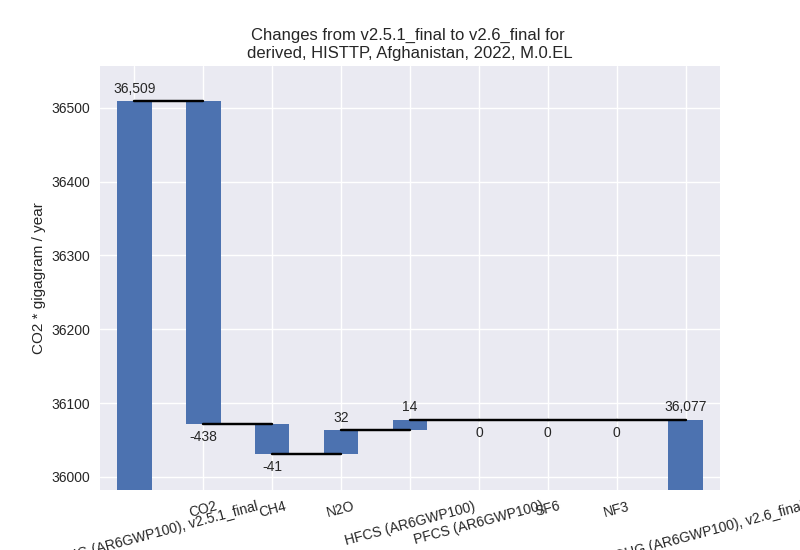 Changes from v2.5.1_final to v2.6_final for
derived, HISTTP, Afghanistan, 2022, M.0.EL
CO2 * gigagram / year
36500
36400
36300
36200
36100
36000
36,509
-438
-41
32
14
0
0
0
36,077
(AR6GWP100), v2.5.1_final
CO2
CH4
N2O
HFCS (AR6GWP100)
PFCS (AR6GWP100)
SF6
NF3
(AR6GWP100), v2.6_final